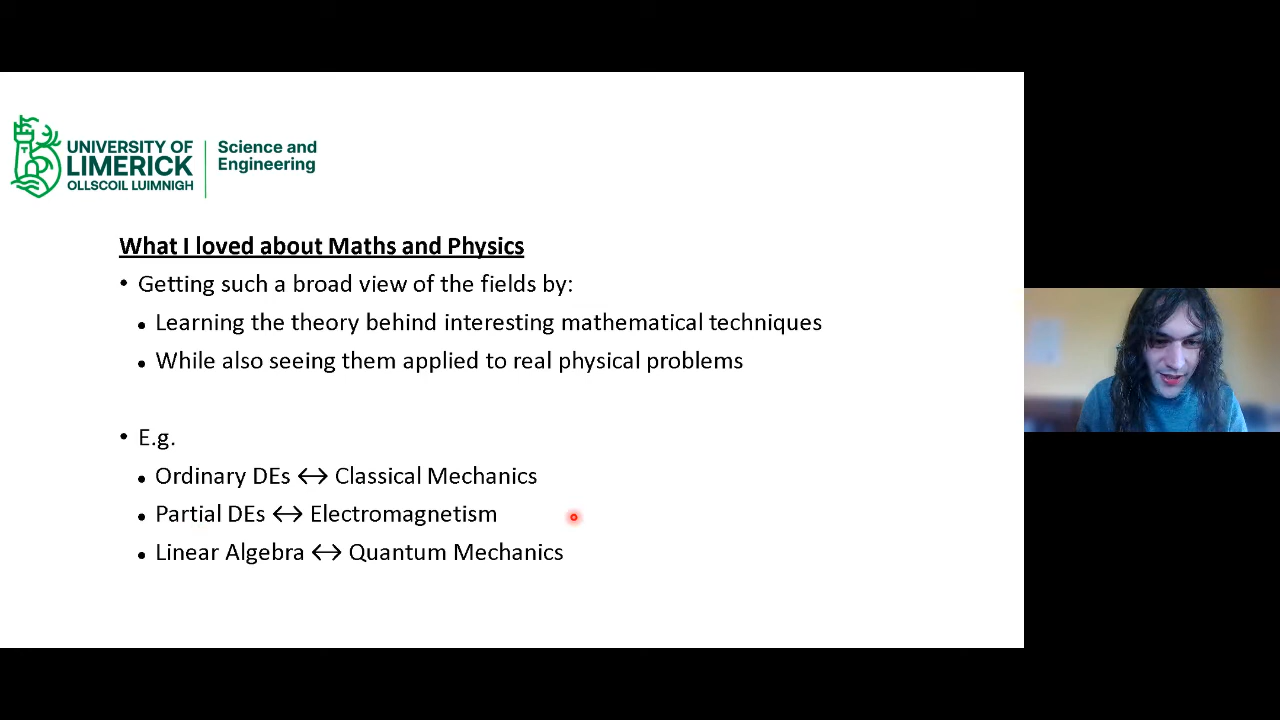 UNIVERSITY OF
LIMERICK
OLLSCOIL LUIMNIGH
Science and
Engineering
What I loved about Maths and Physics
• Getting such a broad view of the fields by:
• Learning the theory behind interesting mathematical techniques
• While also seeing them applied to real physical problems
• E.g.
• Ordinary DEs ↔ Classical Mechanics
• Partial DEs ↔ Electromagnetism
• Linear Algebra ↔ Quantum Mechanics